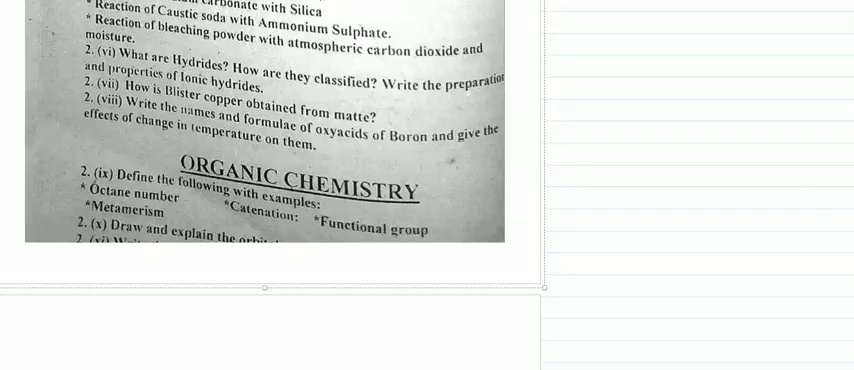 carbonate with Silica
* Reaction of Caustic soda with Ammonium Sulphate.
* Reaction of bleaching powder with atmospheric carbon dioxide and
moisture.
2. (vi) What are Hydrides? How are they classified? Write the preparation
and properties of Ionic hydrides.
2. (vii) How is Blister copper obtained from matte?
2. (viii) Write the names and formulae of oxyacids of Boron and give the
effects of change in temperature on them.
ORGANIC CHEMISTRY
2. (ix) Define the following with examples:
* Octane number *Catenation: *Functional group
*Metamerism
2. (x) Draw and explain the
2. (xi)